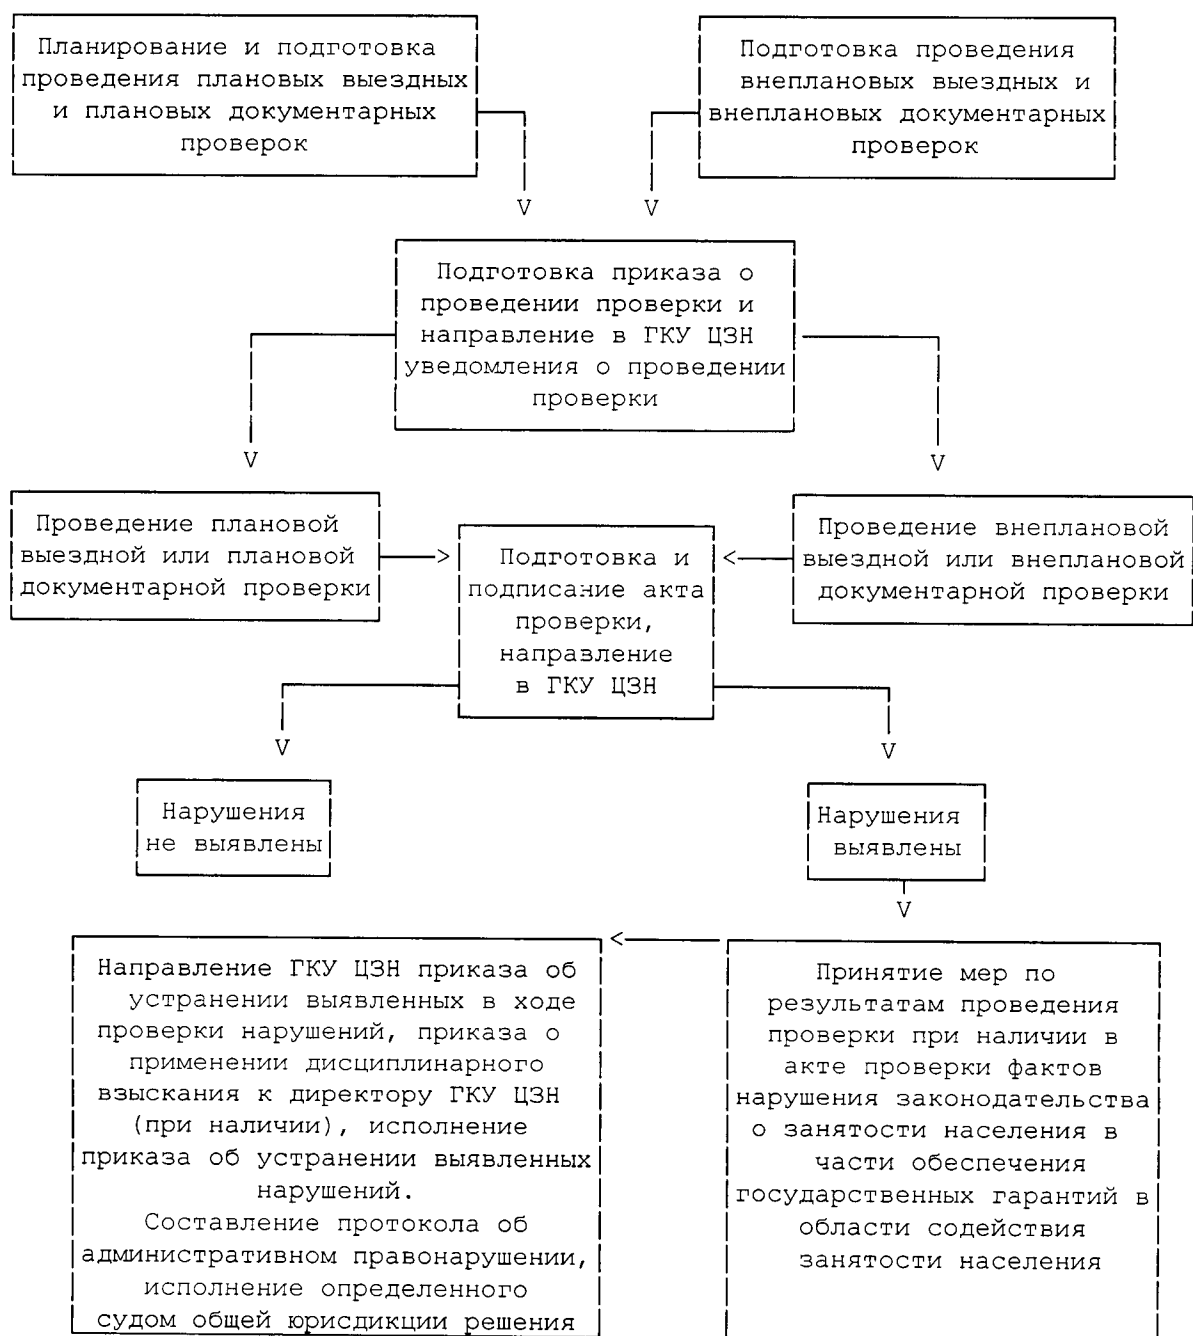 Планирование и подготовка
проведения плановых выездных
и плановых документарных
проверок
Подготовка проведения
внеплановых выездных и
внеплановых документарных
проверок
V
V
Подготовка приказа о
проведении проверки и
направление в ГКУ ЦЗН
уведомления о проведении
проверки
V
V
Проведение плановой
выездной или плановой
документарной проверки
>
Подготовка и
подписание акта
проверки,
направление
в ГКУ ЦЗН
<
Проведение внеплановой
выездной или внеплановой
документарной проверки
V
V
Нарушения
не выявлены
Нарушения
выявлены
V
<
Направление ГКУ ЦЗН приказа об
устранении выявленных в ходе
проверки нарушений, приказа о
применении дисциплинарного
взыскания к директору ГКУ ЦЗН
(при наличии), исполнение
приказа об устранении выявленных
нарушений.
Составление протокола об
административном правонарушении,
исполнение определенного
судом общей юрисдикции решения
Принятие мер по
результатам проведения
проверки при наличии в
акте проверки фактов
нарушения законодательства
о занятости населения в
части обеспечения
государственных гарантий в
области содействия
занятости населения